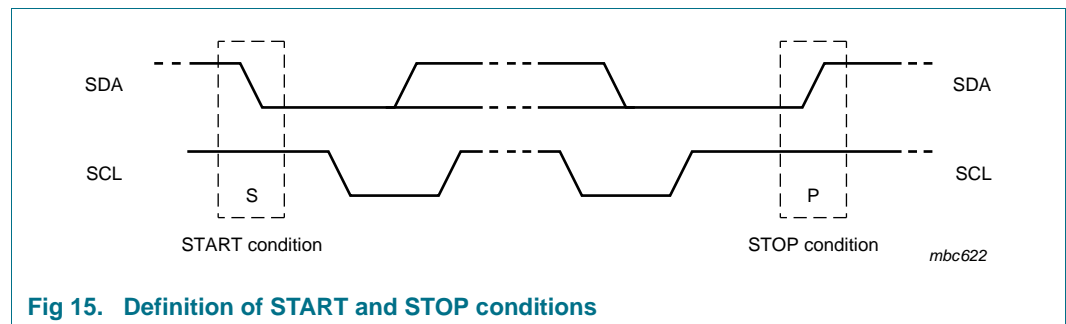 SDA
SDA
SCL
SCL
S
P
START condition
STOP condition
mbc622
Fig 15. Definition of START and STOP conditions